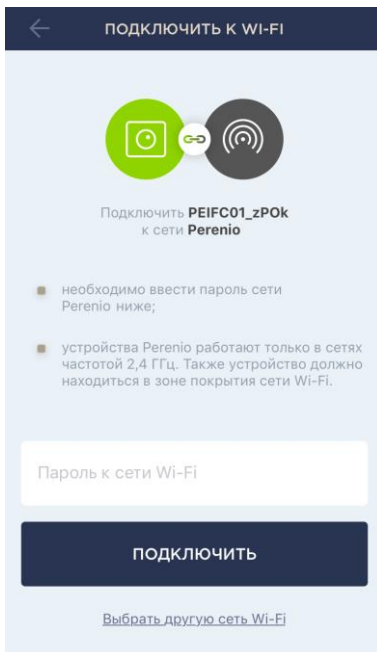 ПОДКЛЮЧИТЬ К WI-FI
Подключить PEIFC01_zPOk
к сети Perenio
необходимо ввести пароль сети
Perenio ниже;
устройства Perenio работают только в сетях
частотой 2,4 ГГц. Также устройство должно
находиться в зоне покрытия сети Wi-Fi.
Пароль к сети Wi-Fi
ПОДКЛЮЧИТЬ
Выбрать другую сеть Wi-Fi